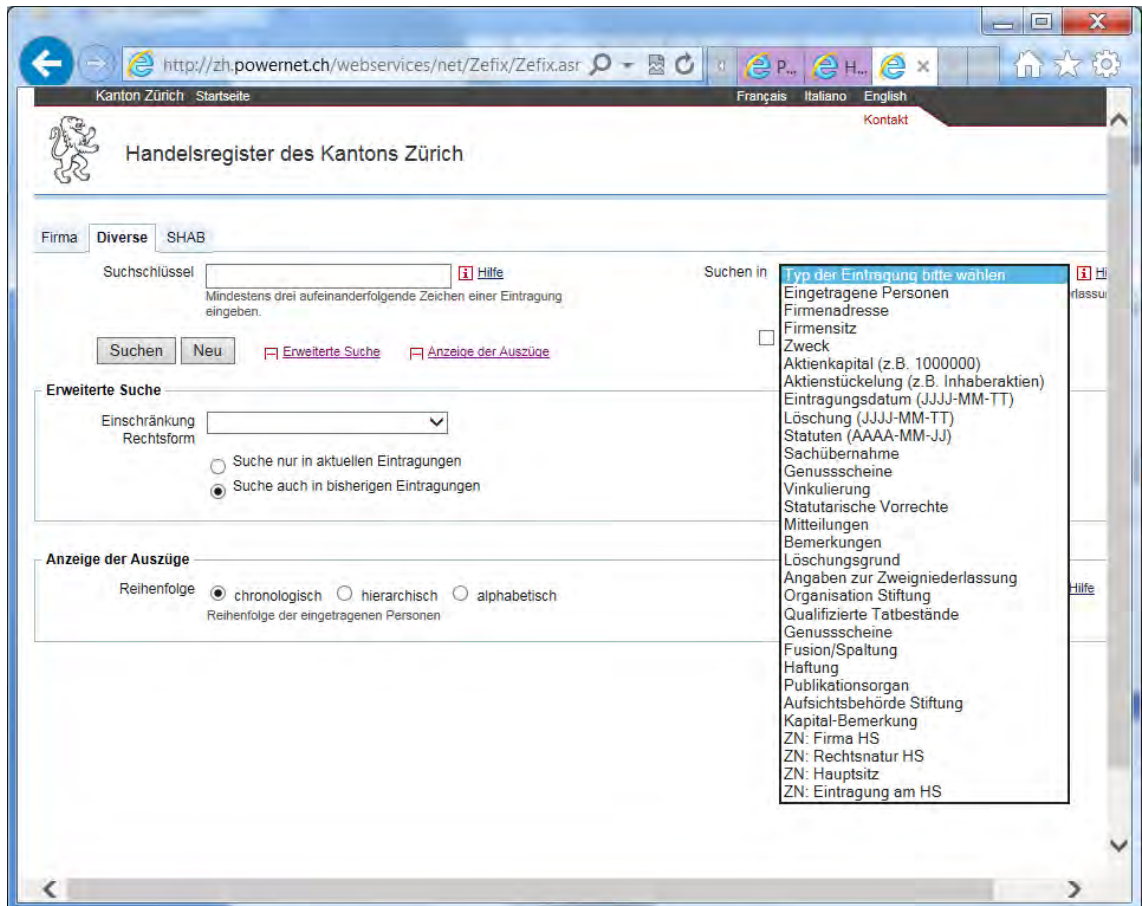 http://zh.powernet.ch/webservices/net/Zefix/Zefix.asr
P...
H...
Kanton Zürich Startseite
Français Italiano English
Kontakt
Handelsregister des Kantons Zürich
Firma Diverse SHAB
Suchschlüssel
Hilfe
Mindestens drei aufeinanderfolgende Zeichen einer Eintragung
eingeben.
Suchen Neu Erweiterte Suche Anzeige der Auszüge
Erweiterte Suche
Einschränkung
Rechtsform
Suche nur in aktuellen Eintragungen
Suche auch in bisherigen Eintragungen
Anzeige der Auszüge
Reihenfolge chronologisch hierarchisch alphabetisch
Reihenfolge der eingetragenen Personen
Suchen in
Typ der Eintragung bitte wählen
Eingetragene Personen
Firmenadresse
Firmensitz
Zweck
Aktienkapital (z.B. 1000000)
Aktienstückelung (z.B. Inhaberaktien)
Eintragungsdatum (JJJJ-MM-TT)
Löschung (JJJJ-MM-TT)
Statuten (AAAA-MM-JJ)
Sachübernahme
Genussscheine
Vinkulierung
Statutarische Vorrechte
Mitteilungen
Bemerkungen
Löschungsgrund
Angaben zur Zweigniederlassung
Organisation Stiftung
Qualifizierte Tatbestände
Genussscheine
Fusion/Spaltung
Haftung
Publikationsorgan
Aufsichtsbehörde Stiftung
Kapital-Bemerkung
ZN: Firma HS
ZN: Rechtsnatur HS
ZN: Hauptsitz
ZN: Eintragung am HS
Hilfe